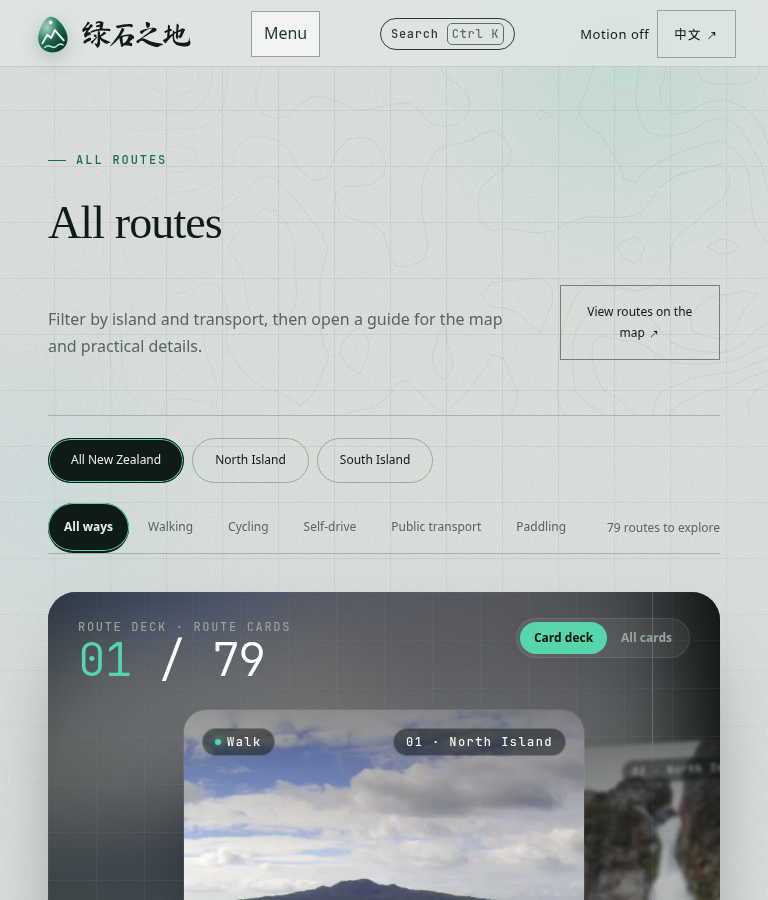 绿石之地
Menu
Search Ctrl K
Motion off
中文 ↗
ALL ROUTES
All routes
Filter by island and transport, then open a guide for the map
and practical details.
View routes on the
map ↗
All New Zealand
North Island
South Island
All ways
Walking
Cycling
Self-drive
Public transport
Paddling
79 routes to explore
ROUTE DECK · ROUTE CARDS
01 / 79
Card deck
All cards
Walk
01 · North Island